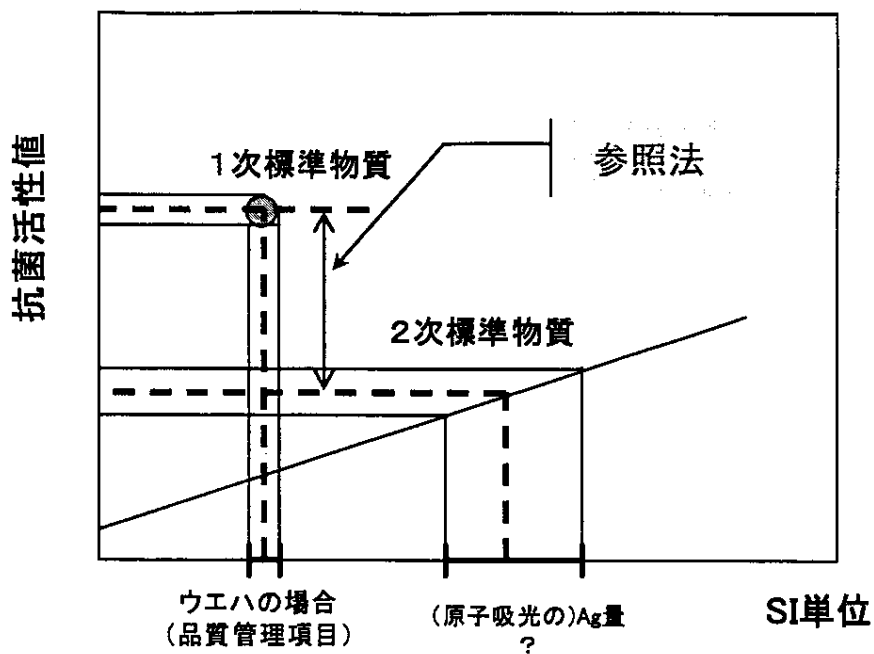 抗菌活性値
1次標準物質
参照法
2次標準物質
ウエハの場合
(品質管理項目)
(原子吸光の)Ag量
?
SI単位